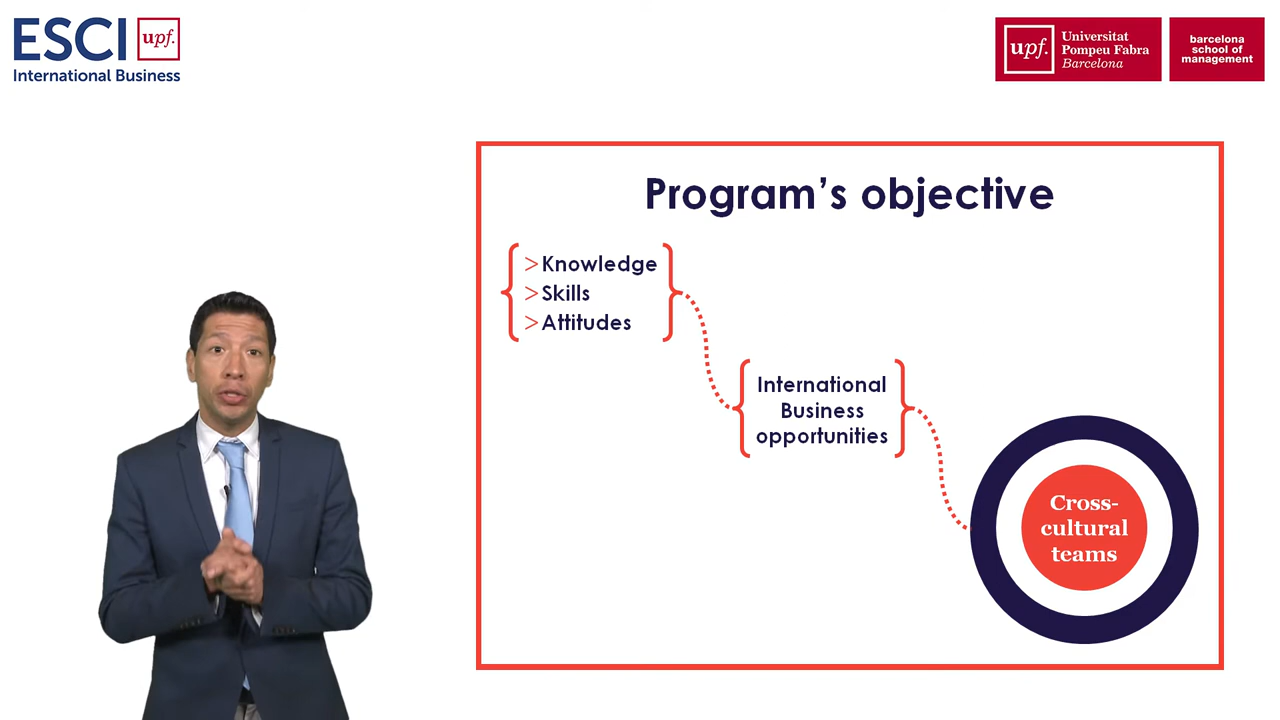 ESCI upf.
International Business
upf.
Universitat
Pompeu Fabra
Barcelona
barcelona
school of
management
Program’s objective
> Knowledge
> Skills
> Attitudes
International
Business
opportunities
Cross-
cultural
teams